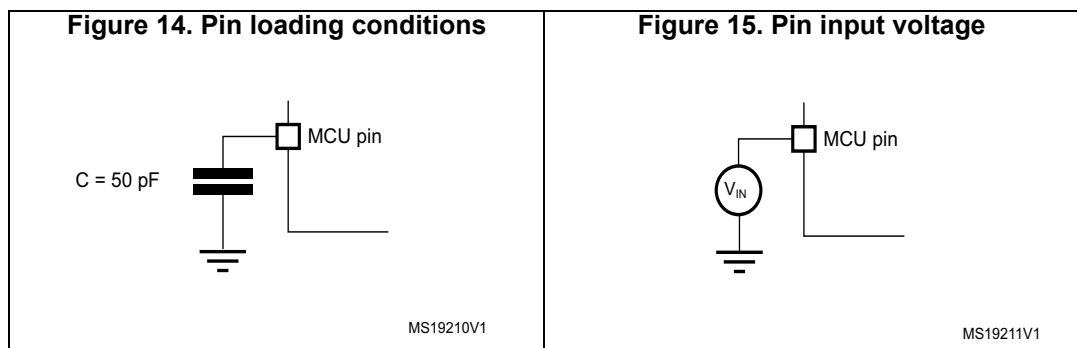 Figure 14. Pin loading conditions
MCU pin
C = 50 pF
MS19210V1
Figure 15. Pin input voltage
MCU pin
VIN
MS19211V1